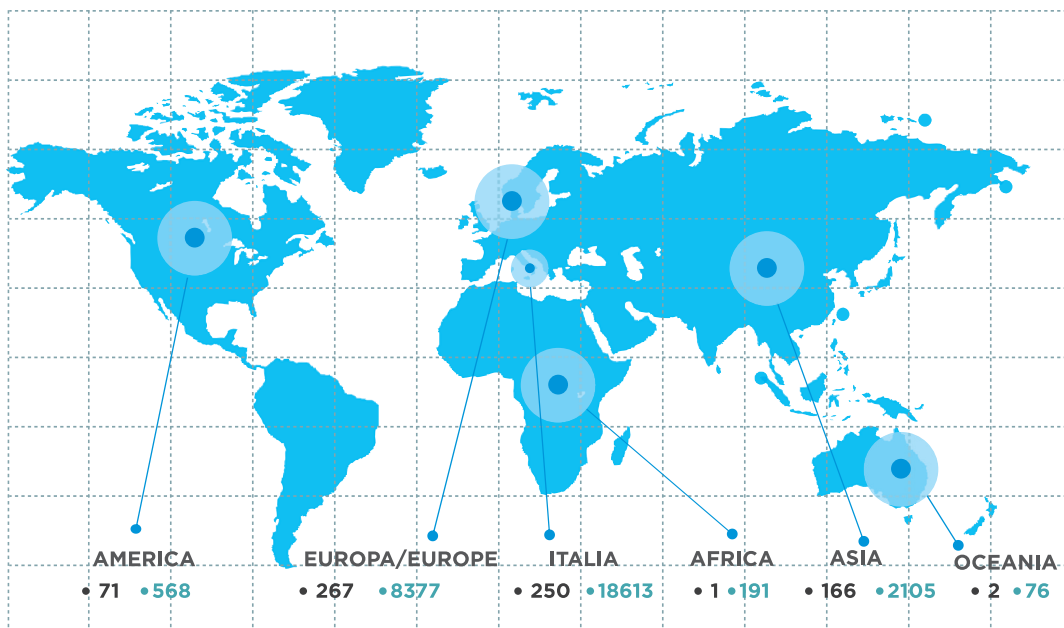 AMERICA EUROPA/EUROPE ITALIA AFRICA ASIA OCEANIA
• 71 •568 • 267 •8377 • 250 •18613 • 1 •191 • 166 •2105 • 2 •76